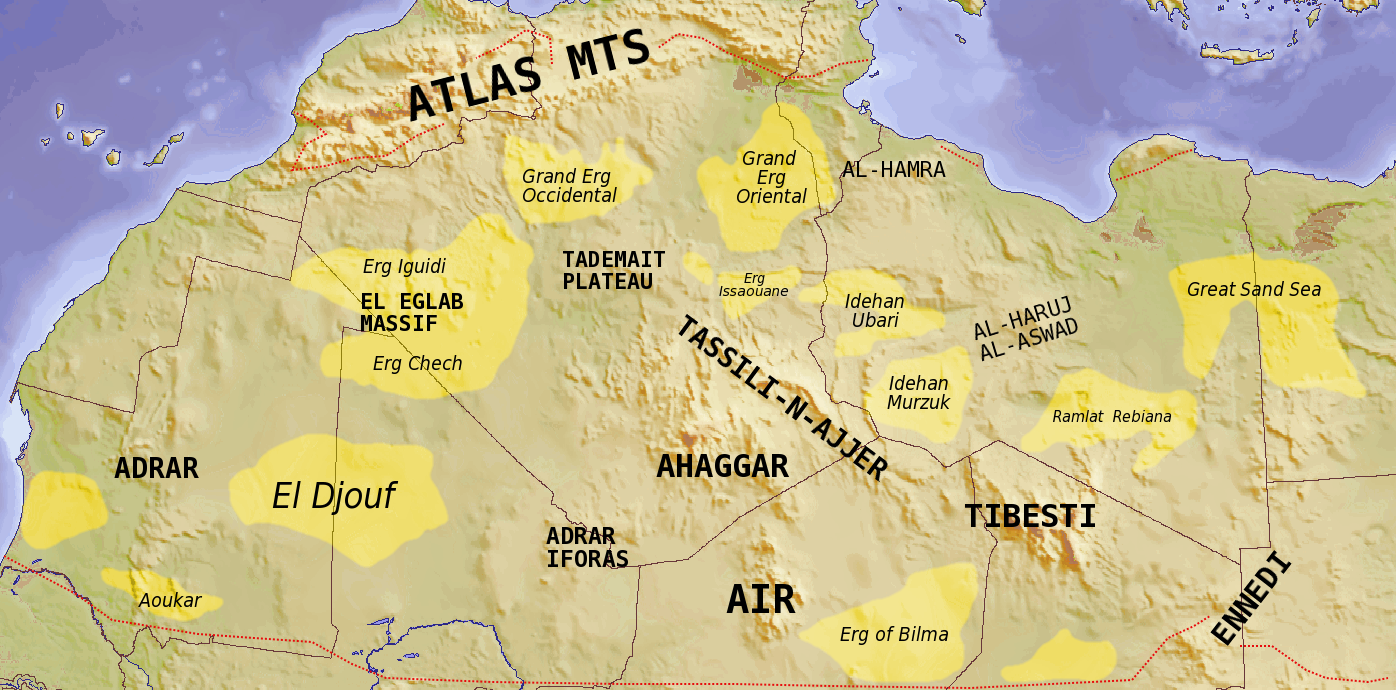 ATLAS MTS
Grand Erg
Occidental
Grand
Erg
Oriental
AL-HAMRA
Erg Iguidi
EL EGLAB
MASSIF
Erg Chech
TADEMAIT
PLATEAU
Erg
Issaouane
Idehan
Ubari
AL-HARUJ
AL-ASWAD
Great Sand Sea
TASSILI-N-AJJER
Idehan
Murzuk
Ramlat Rebiana
ADRAR
El Djouf
AHAGGAR
TIBESTI
ADRAR
IFORAS
Aoukar
AIR
Erg of Bilma
ENNEDI